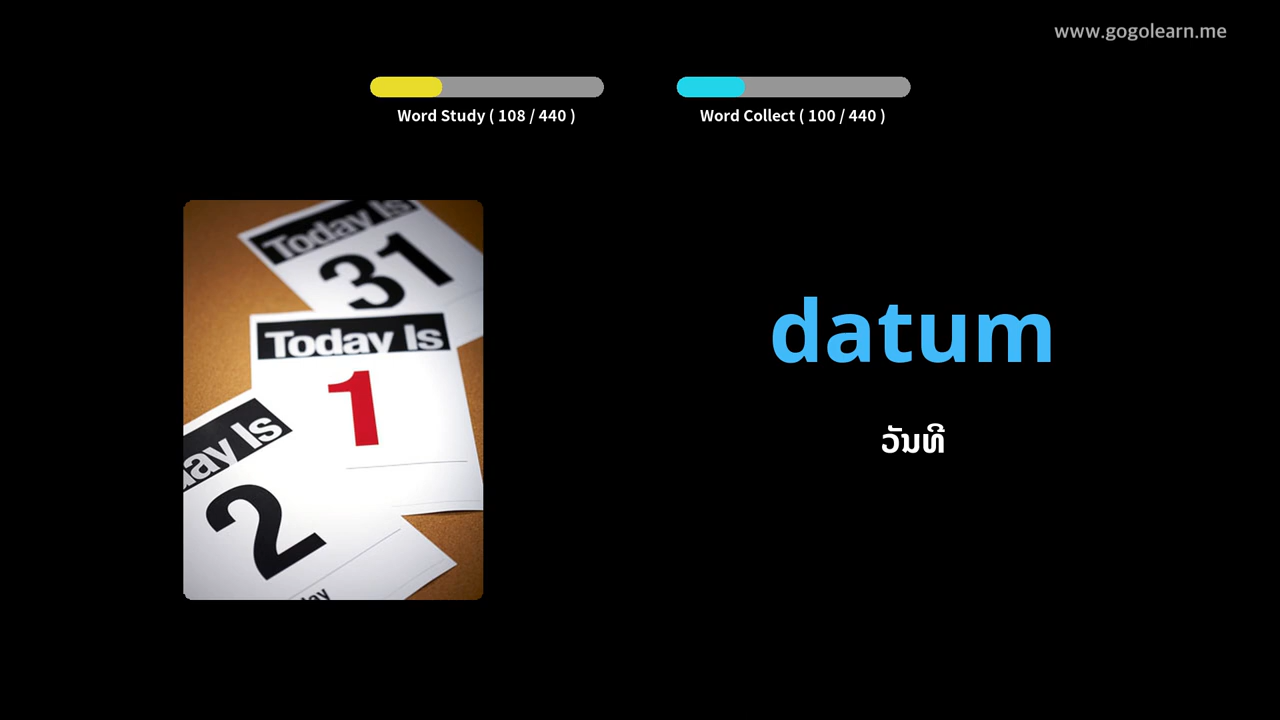 www.gogolearn.me
Word Study ( 108 / 440 )
Word Collect ( 100 / 440 )
Today Is
31
Today Is
1
day Is
2
datum
ວັນທີ